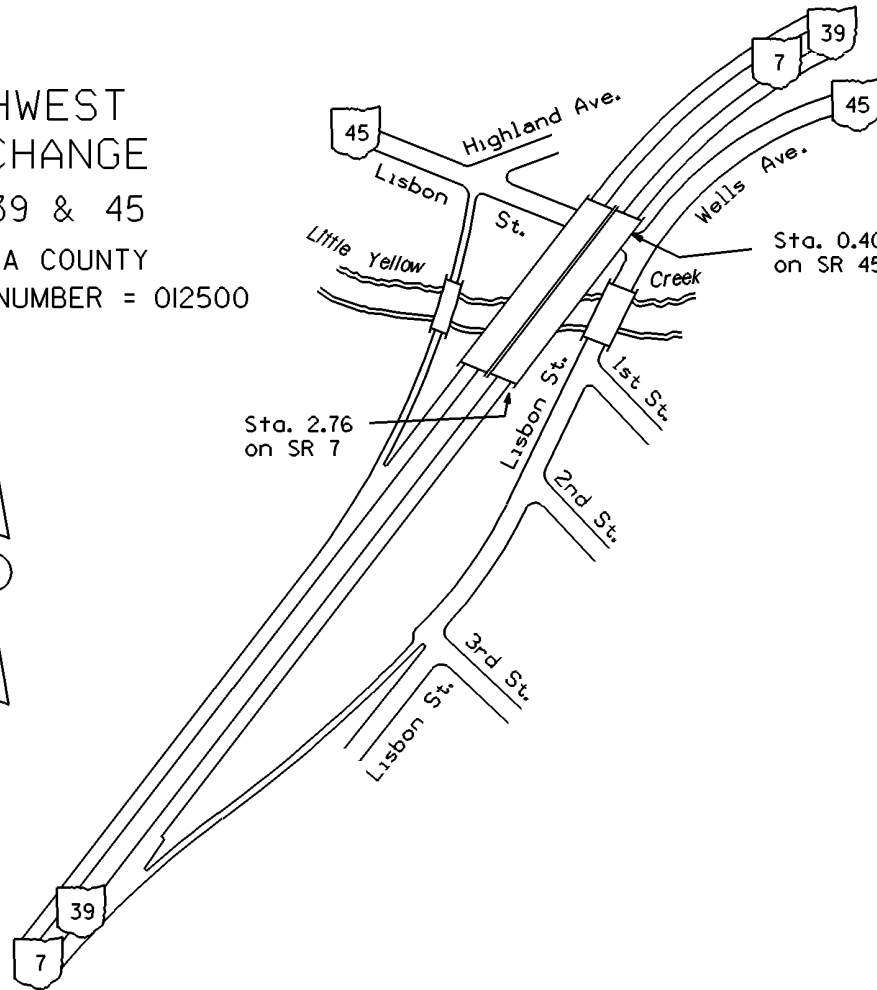 HWEST
CHANGE
39 & 45
A COUNTY
NUMBER = 012500
39
7
45
45
Highland Ave.
Lisbon
St.
Wells Ave.
Little Yellow
Creek
Sta. 0.40
on SR 45
Sta. 2.76
on SR 7
Lisbon St.
1st St.
2nd St.
3rd St.
Lisbon St.
39
7